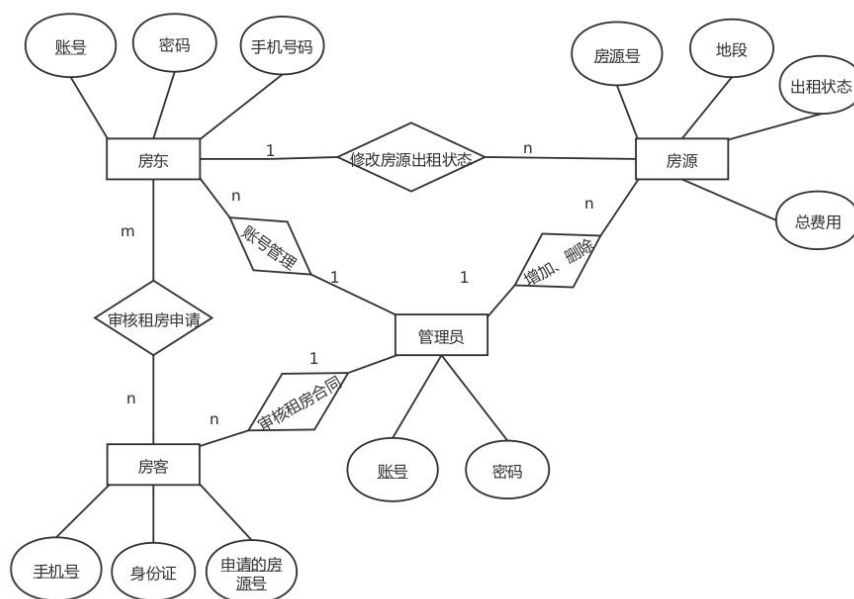 账号
密码
手机号码
房源号
地段
出租状态
房东
1
修改房源出租状态
n
房源
n
n
总费用
m
账号管理
增加、删除
1
1
审核租房申请
管理员
1
n
审核租房合同
n
房客
账号
密码
手机号
身份证
申请的房
源号